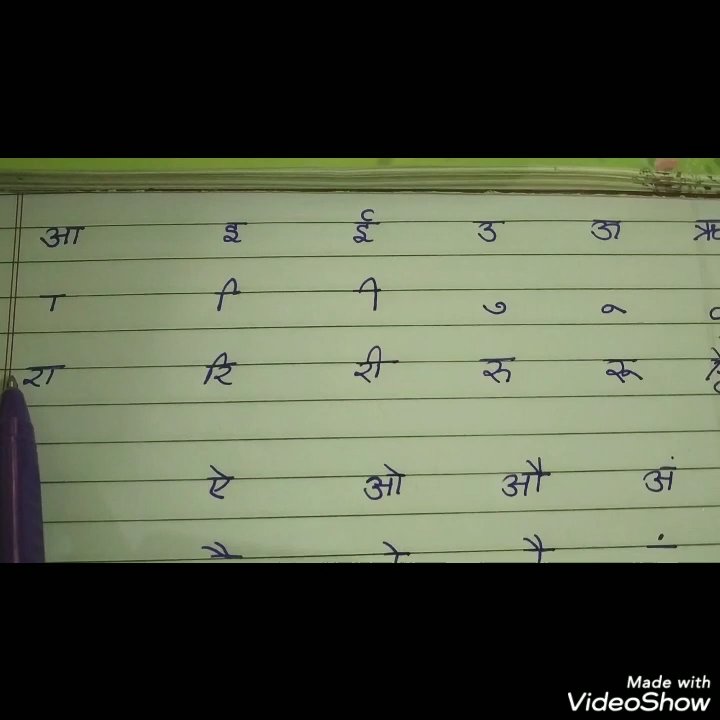 आ इ ई उ ऊ ऋ
ा ि ी ु ू
रा रि री रु रू
ऐ ओ औ अं
ै ो ौ ं
Made with
VideoShow